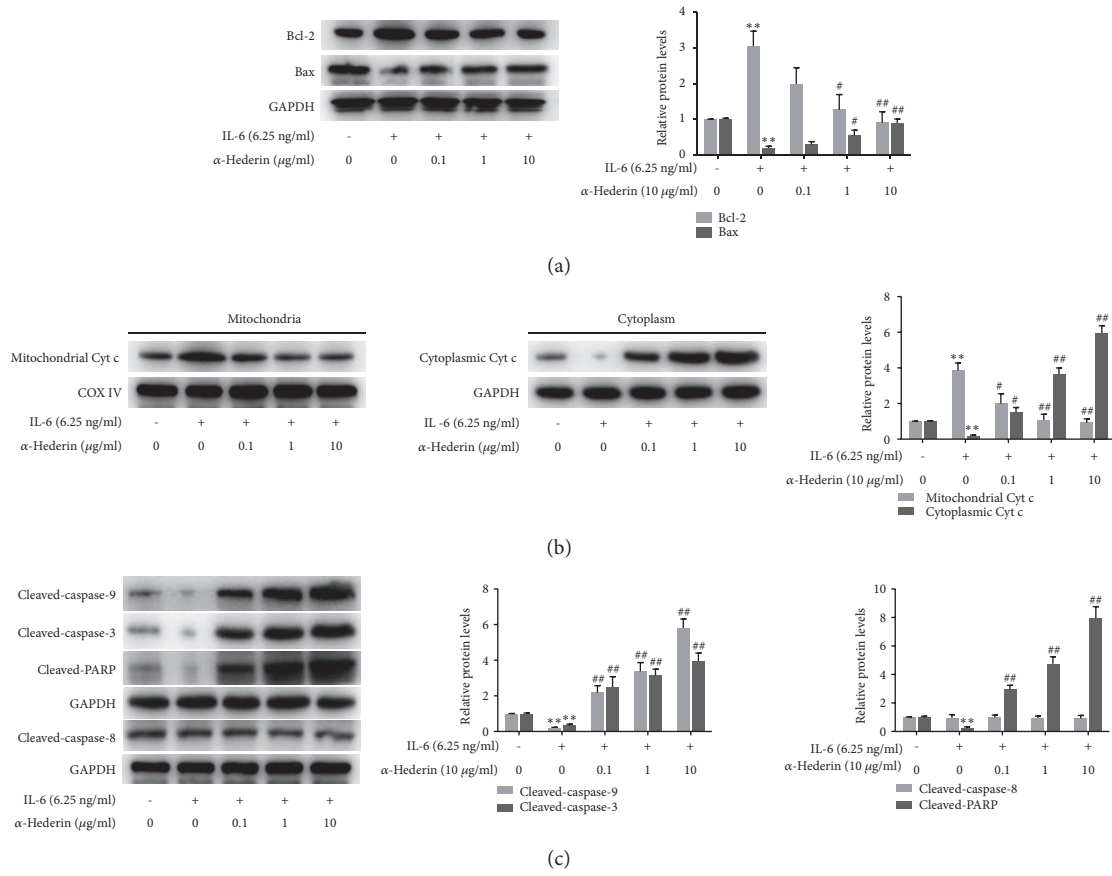 Bcl-2
Bax
GAPDH
IL-6 (6.25 ng/ml) - + + + +
α-Hederin (μg/ml) 0 0 0.1 1 10
Relative protein levels
4
3
2
1
0
** ** # # ## ##
IL-6 (6.25 ng/ml) - + + + +
α-Hederin (10 μg/ml) 0 0 0.1 1 10
Bcl-2
Bax
(a)
Mitochondria
Mitochondrial Cyt c
COX IV
IL-6 (6.25 ng/ml) - + + + +
α-Hederin (μg/ml) 0 0 0.1 1 10
Cytoplasm
Cytoplasmic Cyt c
GAPDH
IL -6 (6.25 ng/ml) - + + + +
α-Hederin (μg/ml) 0 0 0.1 1 10
Relative protein levels
8
6
4
2
0
** ** # # ## ## ## ##
IL-6 (6.25 ng/ml) - + + + +
α-Hederin (10 μg/ml) 0 0 0.1 1 10
Mitochondrial Cyt c
Cytoplasmic Cyt c
(b)
Cleaved-caspase-9
Cleaved-caspase-3
Cleaved-PARP
GAPDH
Cleaved-caspase-8
GAPDH
IL-6 (6.25 ng/ml) - + + + +
α-Hederin (μg/ml) 0 0 0.1 1 10
Relative protein levels
8
6
4
2
0
** ** ## ## ## ## ## ##
IL-6 (6.25 ng/ml) - + + + +
α-Hederin (10 μg/ml) 0 0 0.1 1 10
Cleaved-caspase-9
Cleaved-caspase-3
Relative protein levels
10
8
6
4
2
0
** ## ## ##
IL-6 (6.25 ng/ml) - + + + +
α-Hederin (10 μg/ml) 0 0 0.1 1 10
Cleaved-caspase-8
Cleaved-PARP
(c)